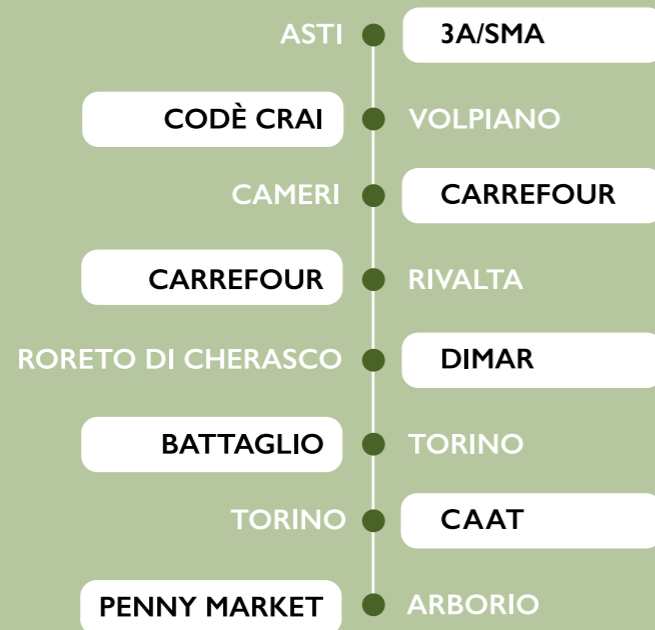 ASTI 3A/SMA
CODÈ CRAI VOLPIANO
CAMERI CARREFOUR
CARREFOUR RIVALTA
RORETO DI CHERASCO DIMAR
BATTAGLIO TORINO
TORINO CAAT
PENNY MARKET ARBORIO